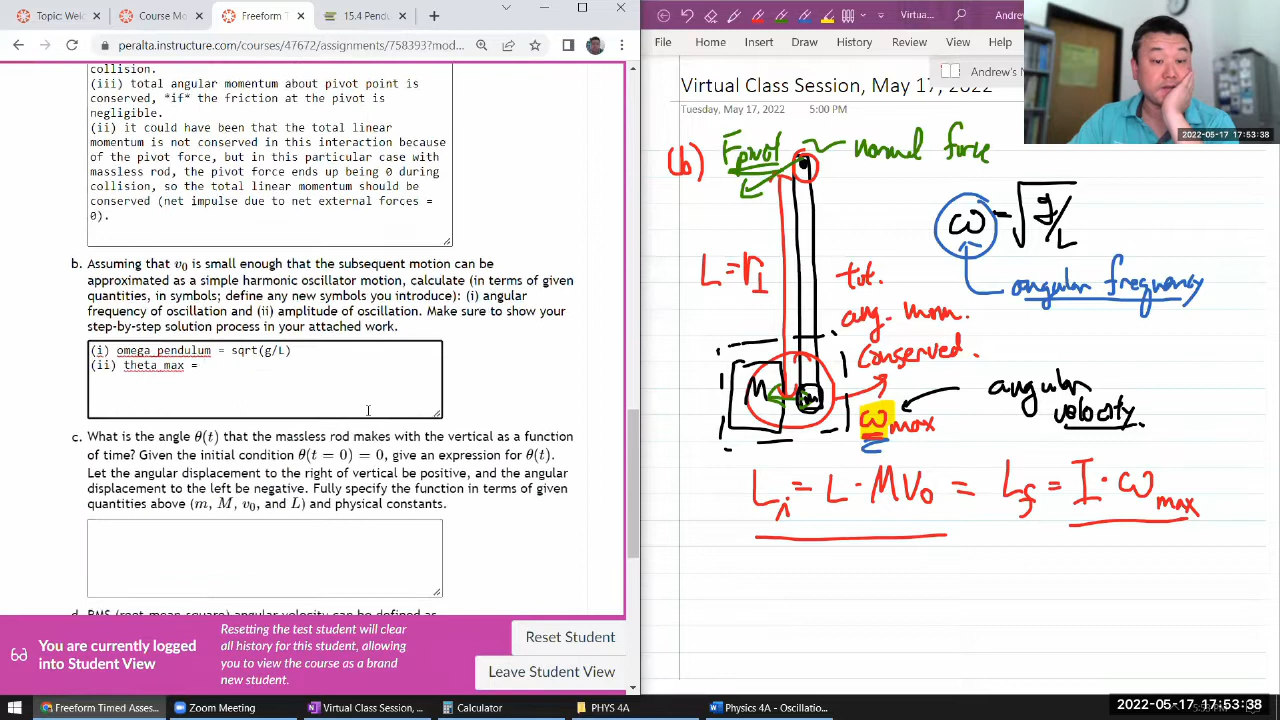 Topic Wel
Course Mo
Freeform T
15.4 Pendu
Virtua...
Andre
peralta.instructure.com/courses/47672/assignments/758393?mod...
File
Home
Insert
Draw
History
Review
View
Help
Andrew's N
2022-05-17 17:53:38
collision.
(iii) total angular momentum about pivot point is
conserved, *if* the friction at the pivot is
negligible.
(ii) it could have been that the total linear
momentum is not conserved in this interaction because
of the pivot force, but in this particular case with
massless rod, the pivot force ends up being 0 during
collision, so the total linear momentum should be
conserved (net impulse due to net external forces =
0).
b. Assuming that v₀ is small enough that the subsequent motion can be
approximated as a simple harmonic oscillator motion, calculate (in terms of given
quantities, in symbols; define any new symbols you introduce): (i) angular
frequency of oscillation and (ii) amplitude of oscillation. Make sure to show your
step-by-step solution process in your attached work.
(i) omega_pendulum = sqrt(g/L)
(ii) theta_max =
c. What is the angle θ(t) that the massless rod makes with the vertical as a function
of time? Given the initial condition θ(t = 0) = 0, give an expression for θ(t).
Let the angular displacement to the right of vertical be positive, and the angular
displacement to the left be negative. Fully specify the function in terms of given
quantities above (m, M, v₀, and L) and physical constants.
d. RMS (root-mean-square) angular velocity can be defined as
You are currently logged
into Student View
Resetting the test student will clear
all history for this student, allowing
you to view the course as a brand
new student.
Reset Student
Leave Student View
Virtual Class Session, May 17, 2022
Tuesday, May 17, 2022 5:00 PM
(b)
Fpivot ~ normal force
ω = √g/L
angular frequency
L = r⊥
tot.
ang. mom.
conserved.
M
m
ωmax
angular
velocity.
Li = L · Mv₀ = Lf = I · ωmax
Freeform Timed Asses...
Zoom Meeting
Virtual Class Session, ...
Calculator
PHYS 4A
Physics 4A - Oscillatio...
2022-05-17 17:53:38